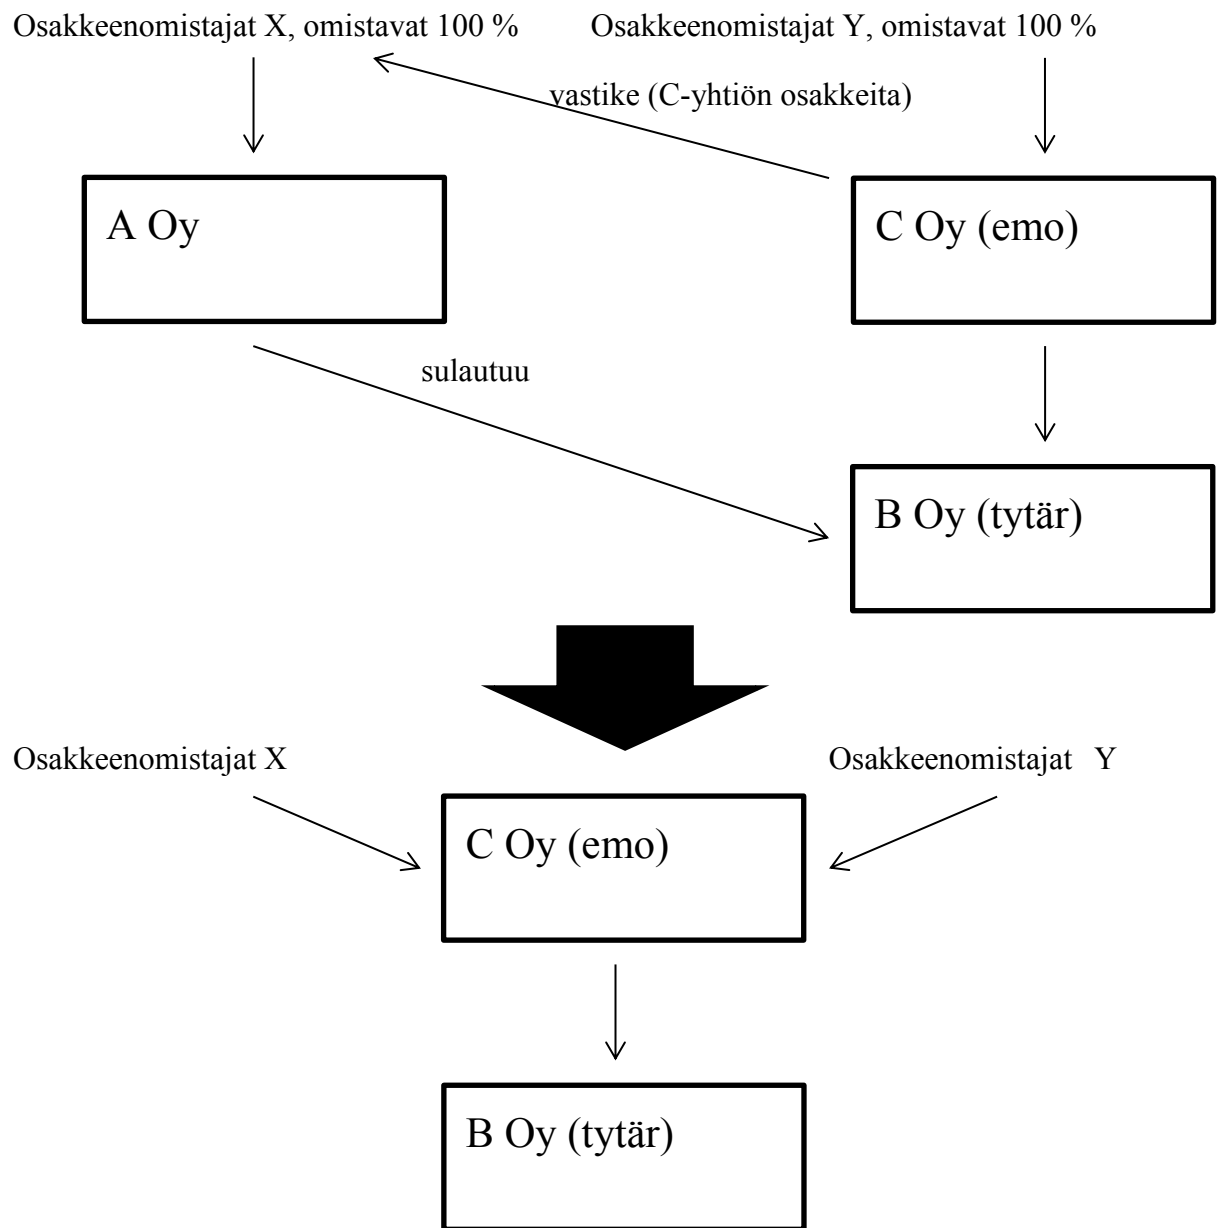 Osakkeenomistajat X, omistavat 100 %
Osakkeenomistajat Y, omistavat 100 %
vastike (C-yhtiön osakkeita)
A Oy
C Oy (emo)
sulautuu
B Oy (tytär)
Osakkeenomistajat X
Osakkeenomistajat Y
C Oy (emo)
B Oy (tytär)